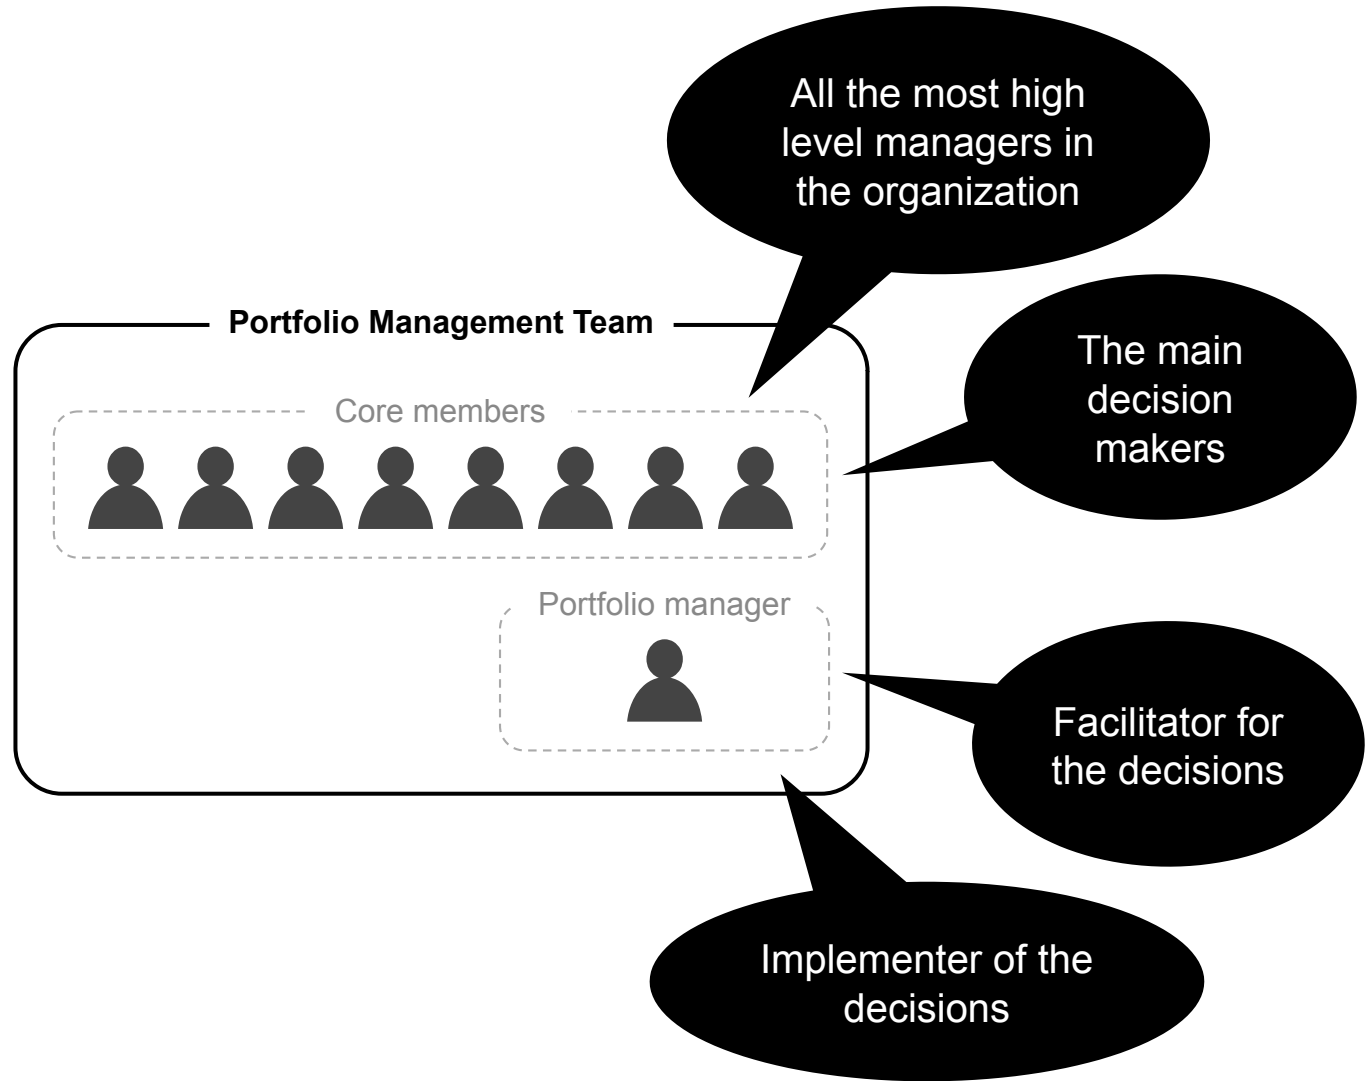 All the most high
level managers in
the organization
Portfolio Management Team
The main
decision
makers
Core members
Portfolio manager
Facilitator for
the decisions
Implementer of the
decisions